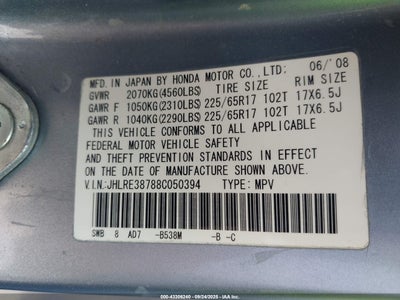 MFD. IN JAPAN BY HONDA MOTOR CO., LTD: 06/'08
GVWR 2070KG(4560LBS) TIRE SIZE RIM SIZE
GAWR F 1050KG(2310LBS) 225/65R17 102T 17X6.5J
GAWR R 1040KG(2290LBS) 225/65R17 102T 17X6.5J
THIS VEHICLE CONFORMS TO ALL APPLICABLE
FEDERAL MOTOR VEHICLE SAFETY
AND THEFT PREVENTION STANDARDS IN EFFECT
ON THE DATE OF MANUFACTURE SHOWN ABOVE.
V.I.N:JHLRE38788C050394 TYPE: MPV
SWB 8 AD7 -B538M -B -C
000-43308240 - 09/24/2025 - IAA Inc.